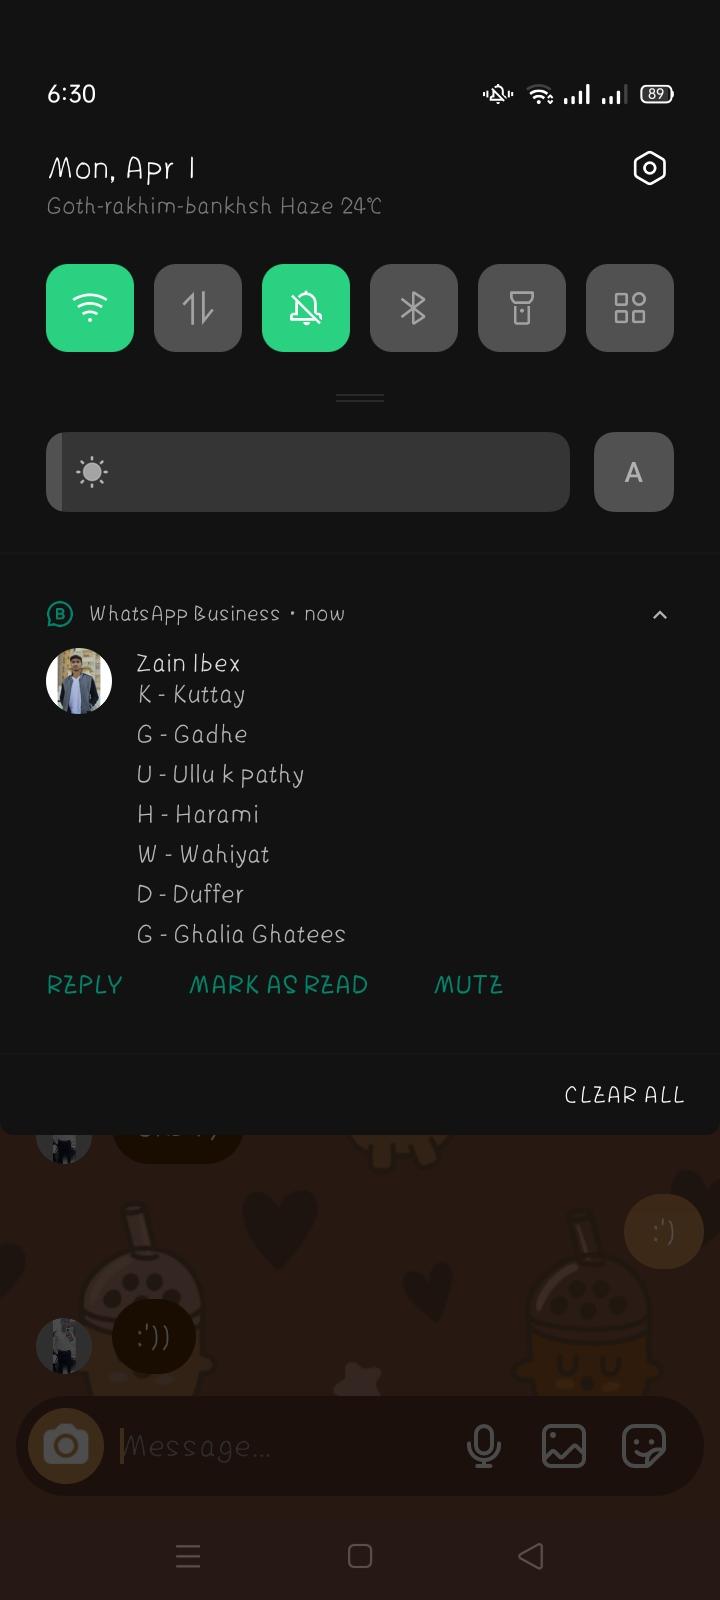 6:30
89
Mon, Apr 1
Goth-rakhim-bankhsh Haze 24℃
A
WhatsApp Business • now
Zain Ibex
K - Kuttay
G - Gadhe
U - Ullu k pathy
H - Harami
W - Wahiyat
D - Duffer
G - Ghalia Ghatees
REPLY MARK AS READ MUTE
CLEAR ALL
:')
:'))
Message...